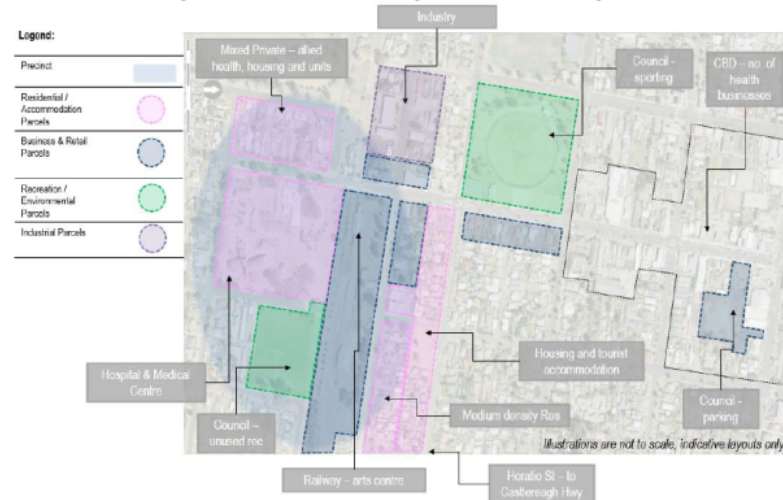 Legend:
Precinct
Residential /
Accommodation
Parcels
Business & Retail
Parcels
Recreation /
Environmental
Parcels
Industrial Parcels
Industry
Mixed Private – allied
health, housing and units
Council -
sporting
CBD – no. of
health
businesses
Hospital & Medical
Centre
Council –
unused rec
Railway – arts centre
Housing and tourist
accommodation
Medium density Res
Horatio St – to
Castlereagh Hwy
Council -
parking
Illustrations are not to scale, indicative layouts only